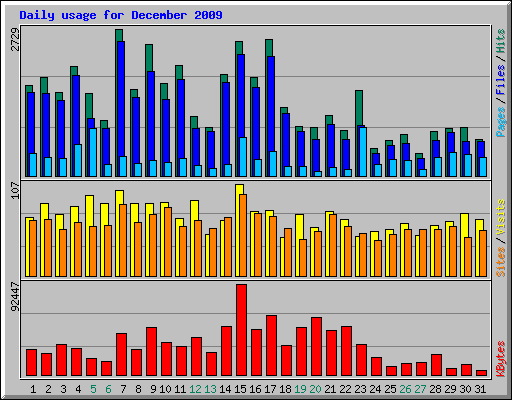 Daily usage for December 2009
2729
Pages / Files / Hits
107
Sites / Visits
92447
KBytes
1 2 3 4 5 6 7 8 9 10 11 12 13 14 15 16 17 18 19 20 21 22 23 24 25 26 27 28 29 30 31